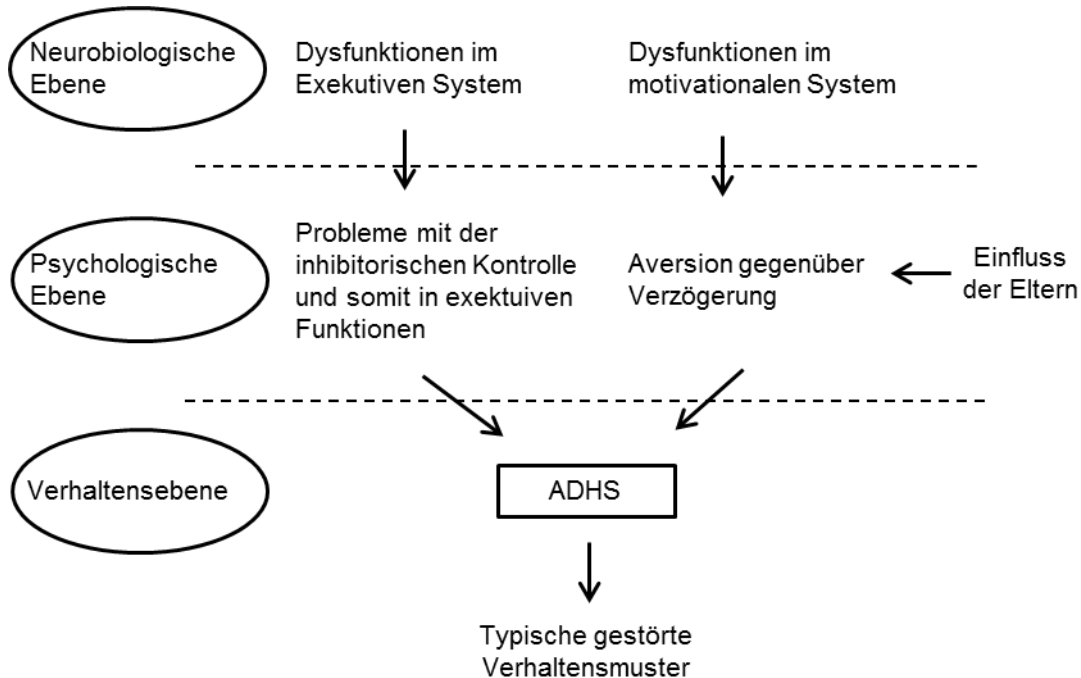 Neurobiologische
Ebene
Dysfunktionen im
Exekutiven System
Dysfunktionen im
motivationalen System
Psychologische
Ebene
Probleme mit der
inhibitorischen Kontrolle
und somit in exektuiven
Funktionen
Aversion gegenüber
Verzögerung
Einfluss
der Eltern
Verhaltensebene
ADHS
Typische gestörte
Verhaltensmuster